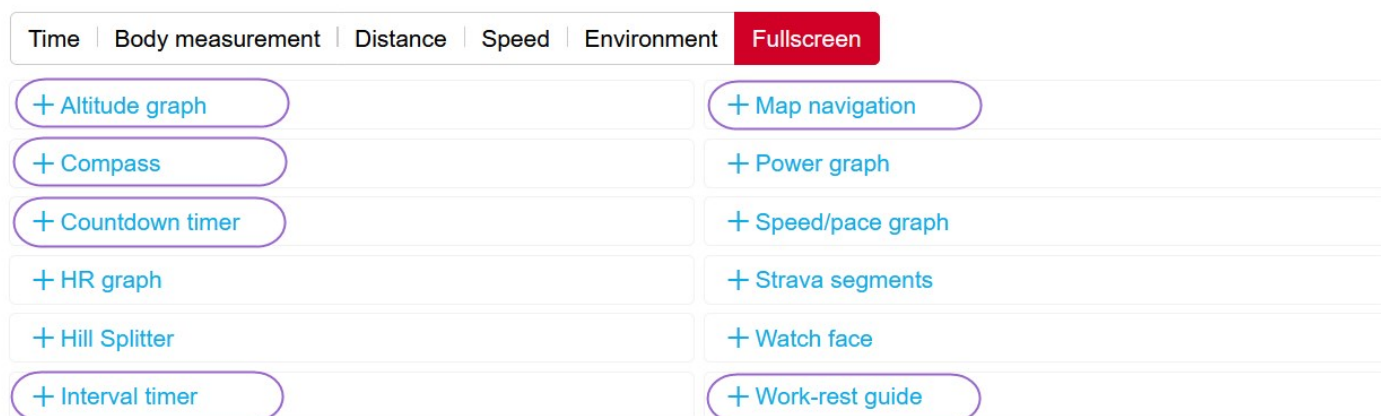 Time Body measurement Distance Speed Environment Fullscreen
+ Altitude graph
+ Map navigation
+ Compass
+ Power graph
+ Countdown timer
+ Speed/pace graph
+ HR graph
+ Strava segments
+ Hill Splitter
+ Watch face
+ Interval timer
+ Work-rest guide